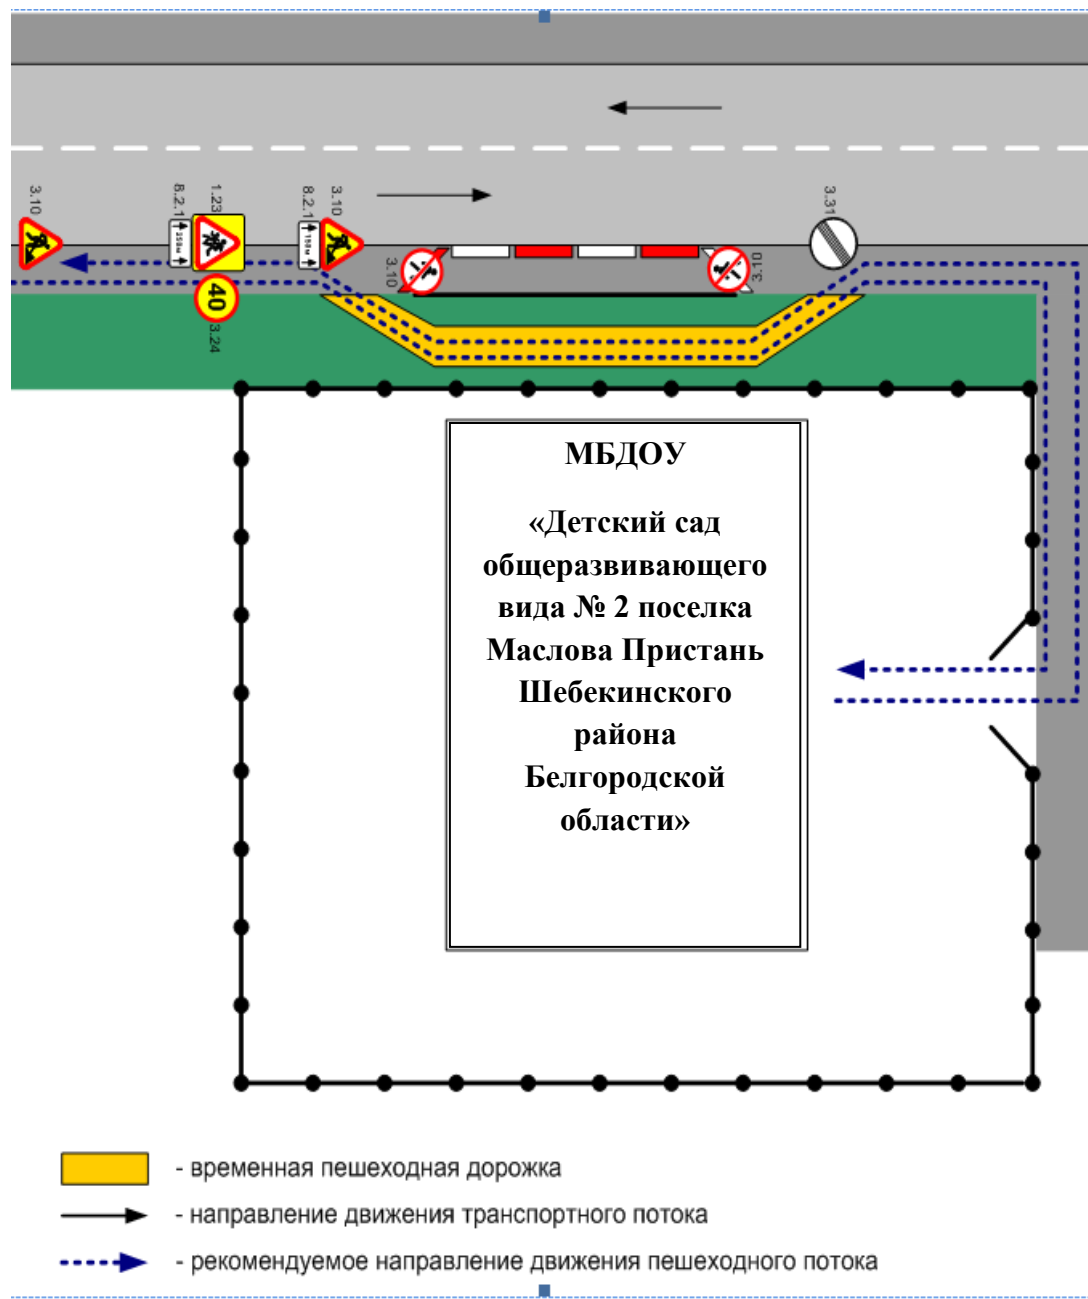 3.10
8.2.1
1.23
8.2.1
3.10
3.31
250 м
150 м
3.10
3.10
40
3.24
МБДОУ
«Детский сад
общеразвивающего
вида № 2 поселка
Маслова Пристань
Шебекинского
района
Белгородской
области»
- временная пешеходная дорожка
- направление движения транспортного потока
- рекомендуемое направление движения пешеходного потока